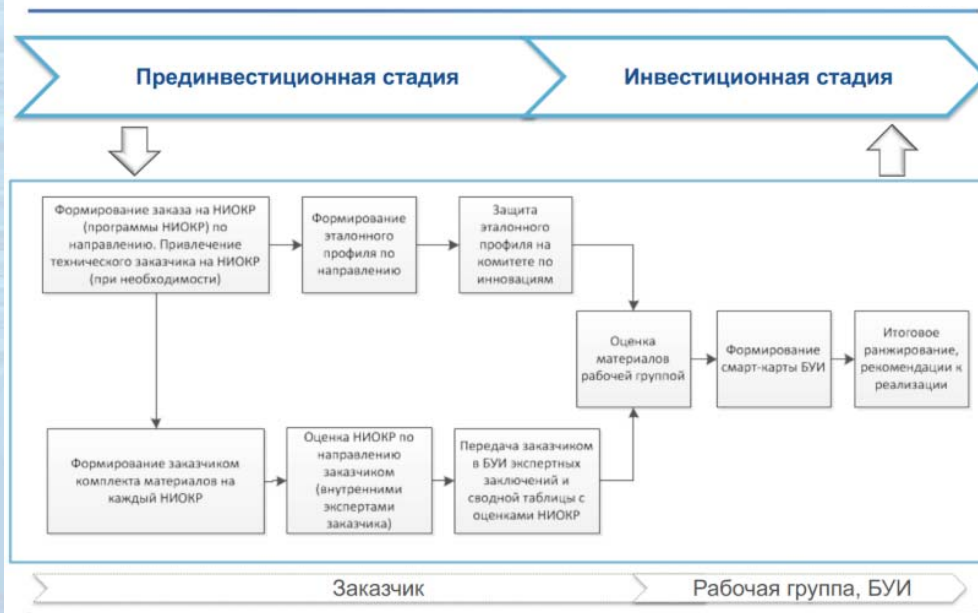 Прединвестиционная стадия
Инвестиционная стадия
Формирование заказа на НИОКР
(программы НИОКР) по
направлению. Привлечение
технического заказчика на НИОКР
(при необходимости)
Формирование
эталонного
профиля по
направлению
Защита
эталонного
профиля на
комитете по
инновациям
Оценка
материалов
рабочей группой
Формирование
смарт-карты БУИ
Итоговое
ранжирование,
рекомендации к
реализации
Формирование заказчиком
комплекта материалов на
каждый НИОКР
Оценка НИОКР по
направлению
заказчиком
(внутренними
экспертами
заказчика)
Передача заказчиком
в БУИ экспертных
заключений и
сводной таблицы с
оценками НИОКР
Заказчик
Рабочая группа, БУИ